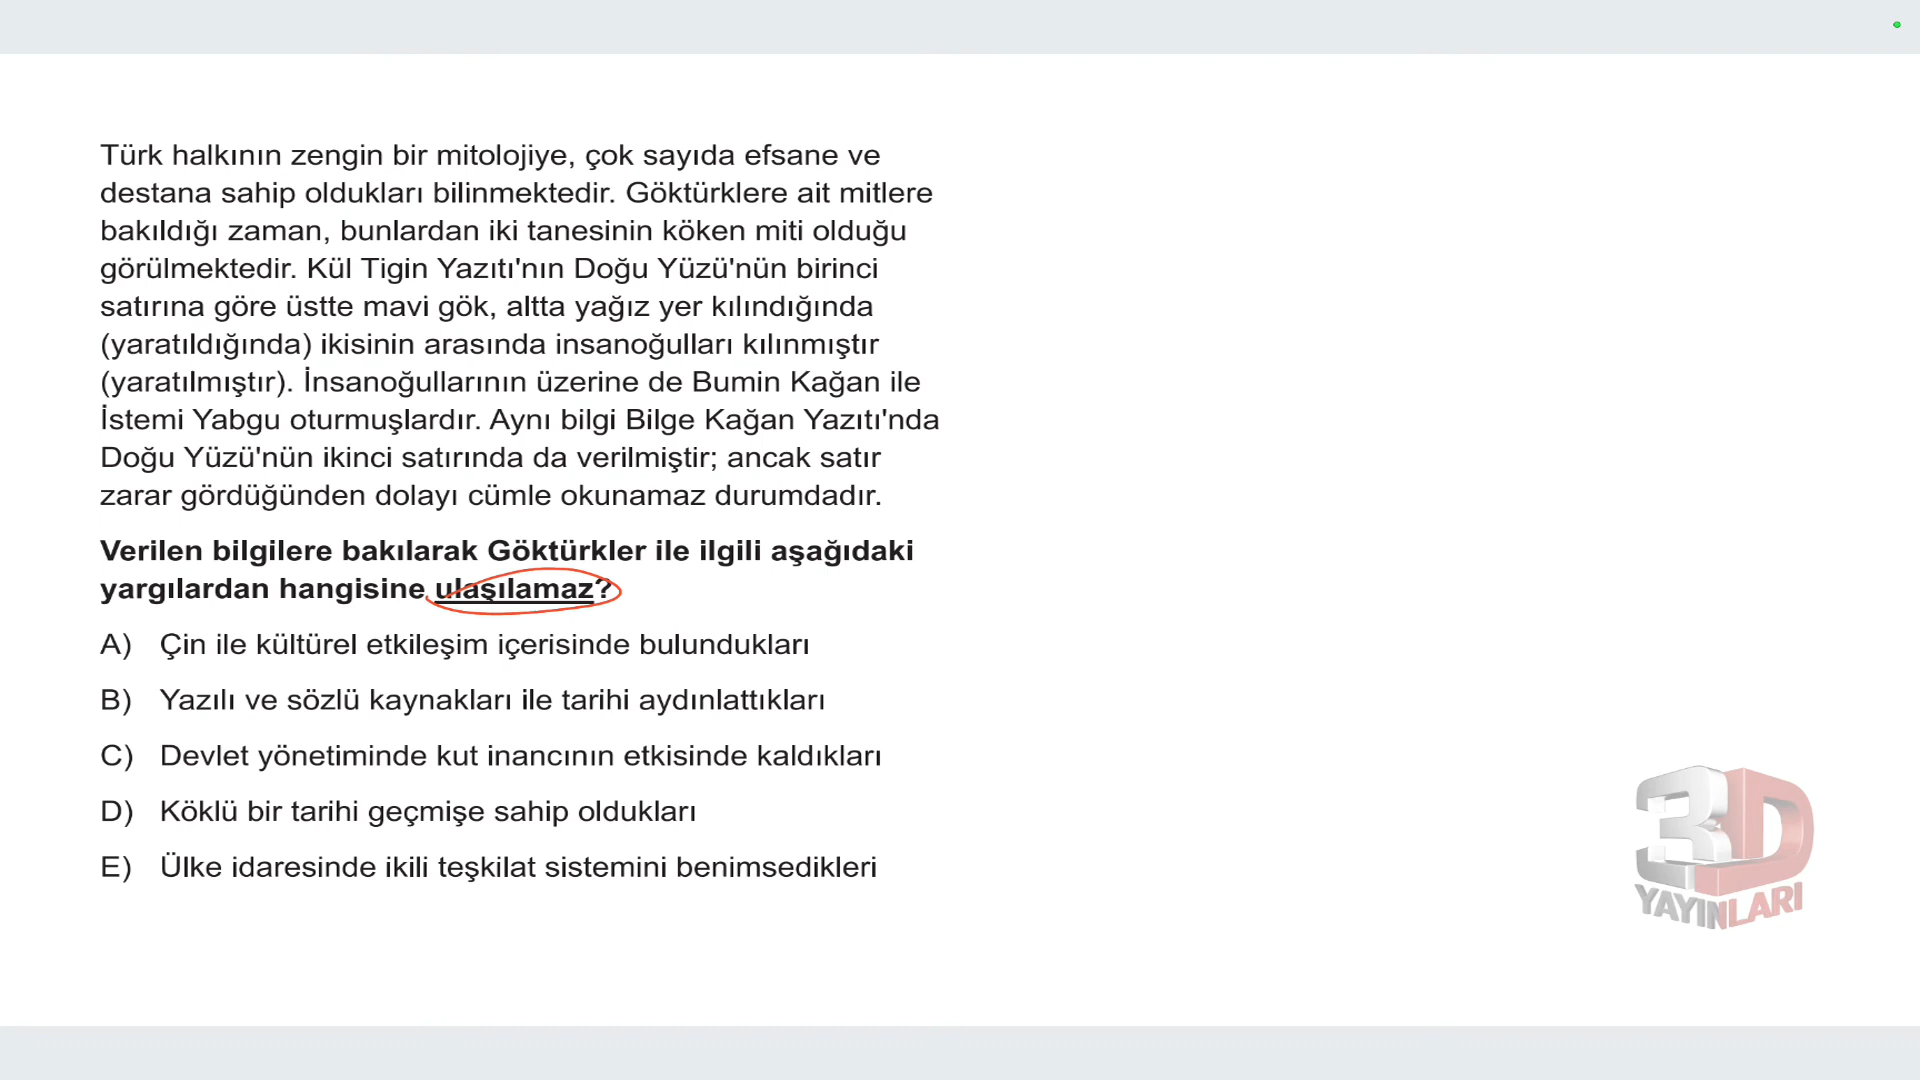 Türk halkının zengin bir mitolojiye, çok sayıda efsane ve
destana sahip oldukları bilinmektedir. Göktürklere ait mitlere
bakıldığı zaman, bunlardan iki tanesinin köken miti olduğu
görülmektedir. Kül Tigin Yazıtı'nın Doğu Yüzü'nün birinci
satırına göre üstte mavi gök, altta yağız yer kılındığında
(yaratıldığında) ikisinin arasında insanoğulları kılınmıştır
(yaratılmıştır). İnsanoğullarının üzerine de Bumin Kağan ile
İstemi Yabgu oturmuşlardır. Aynı bilgi Bilge Kağan Yazıtı'nda
Doğu Yüzü'nün ikinci satırında da verilmiştir; ancak satır
zarar gördüğünden dolayı cümle okunamaz durumdadır.
Verilen bilgilere bakılarak Göktürkler ile ilgili aşağıdaki
yargılardan hangisine ulaşılamaz?
A) Çin ile kültürel etkileşim içerisinde bulundukları
B) Yazılı ve sözlü kaynakları ile tarihi aydınlattıkları
C) Devlet yönetiminde kut inancının etkisinde kaldıkları
D) Köklü bir tarihi geçmişe sahip oldukları
E) Ülke idaresinde ikili teşkilat sistemini benimsedikleri
3D
YAYINLARI